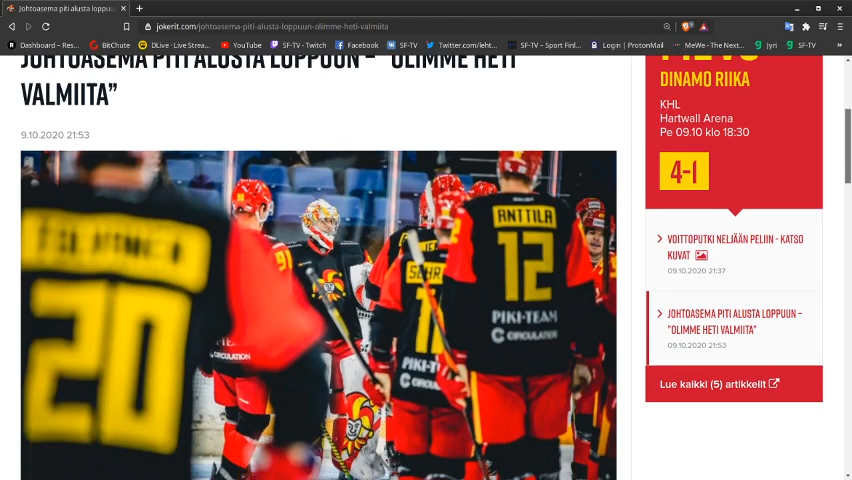 Johtoasema piti alusta loppuun
jokerit.com/johtoasema-piti-alusta-loppuun-olimme-heti-valmiita
Dashboard – Res... BitChute DLive | Live Strea... YouTube SF-TV - Twitch Facebook SF-TV Twitter.com/leht... SF-TV – Sport Finl... Login | ProtonMail MeWe - The Next... Jyri SF-TV »
JOHTOASEMA PITI ALUSTA LOPPUUN – "OLIMME HETI
VALMIITA”
9.10.2020 21:53
20
ANTTILA
12
PIKI-TEAM
CIRCULATION
DINAMO RIIKA
KHL
Hartwall Arena
Pe 09.10 klo 18:30
4-1
VOITTOPUTKI NELJÄÄN PELIIN - KATSO
KUVAT
09.10.2020 21:37
JOHTOASEMA PITI ALUSTA LOPPUUN –
"OLIMME HETI VALMIITA"
09.10.2020 21:53
Lue kaikki (5) artikkelit